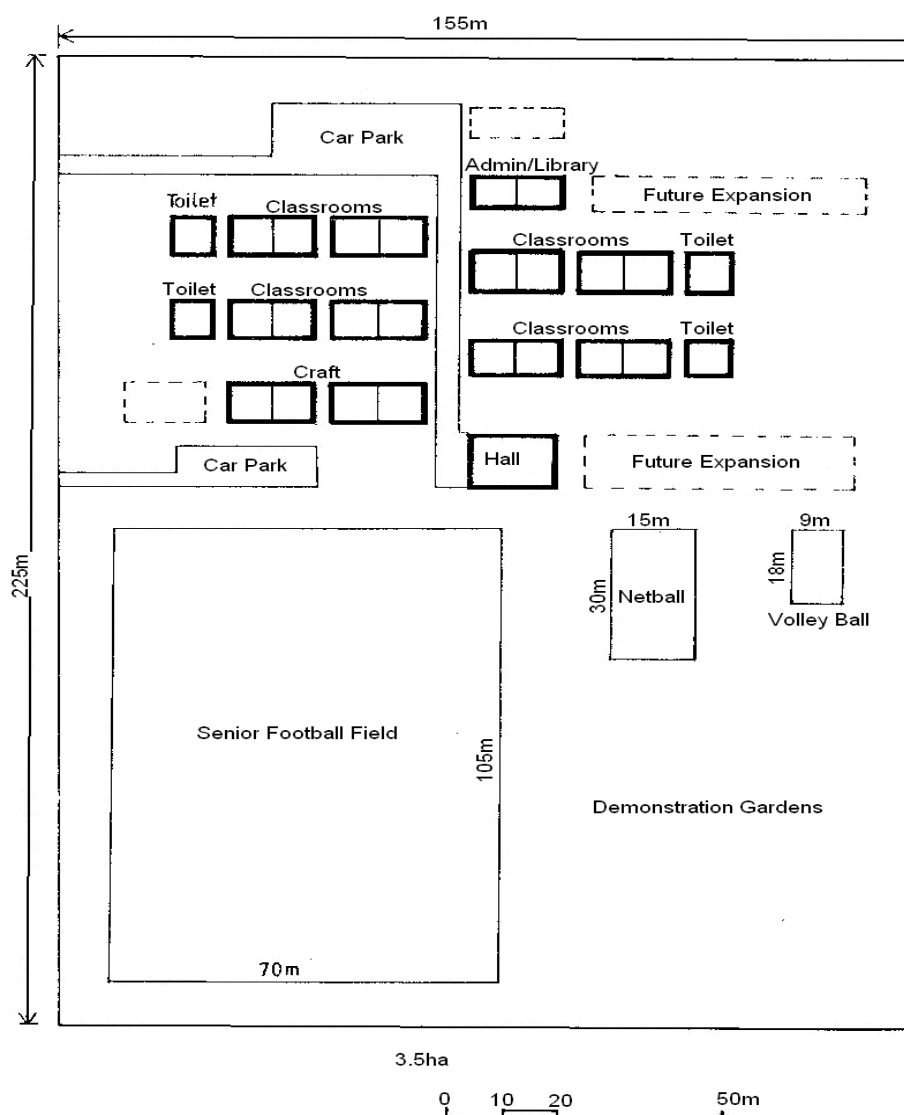 155m
Car Park
Admin/Library
Future Expansion
Toilet
Classrooms
Classrooms
Toilet
Toilet
Classrooms
Classrooms
Toilet
Craft
Car Park
Hall
Future Expansion
15m
9m
225m
30m
Netball
18m
Volley Ball
Senior Football Field
105m
Demonstration Gardens
70m
3.5ha
0 10 20 50m